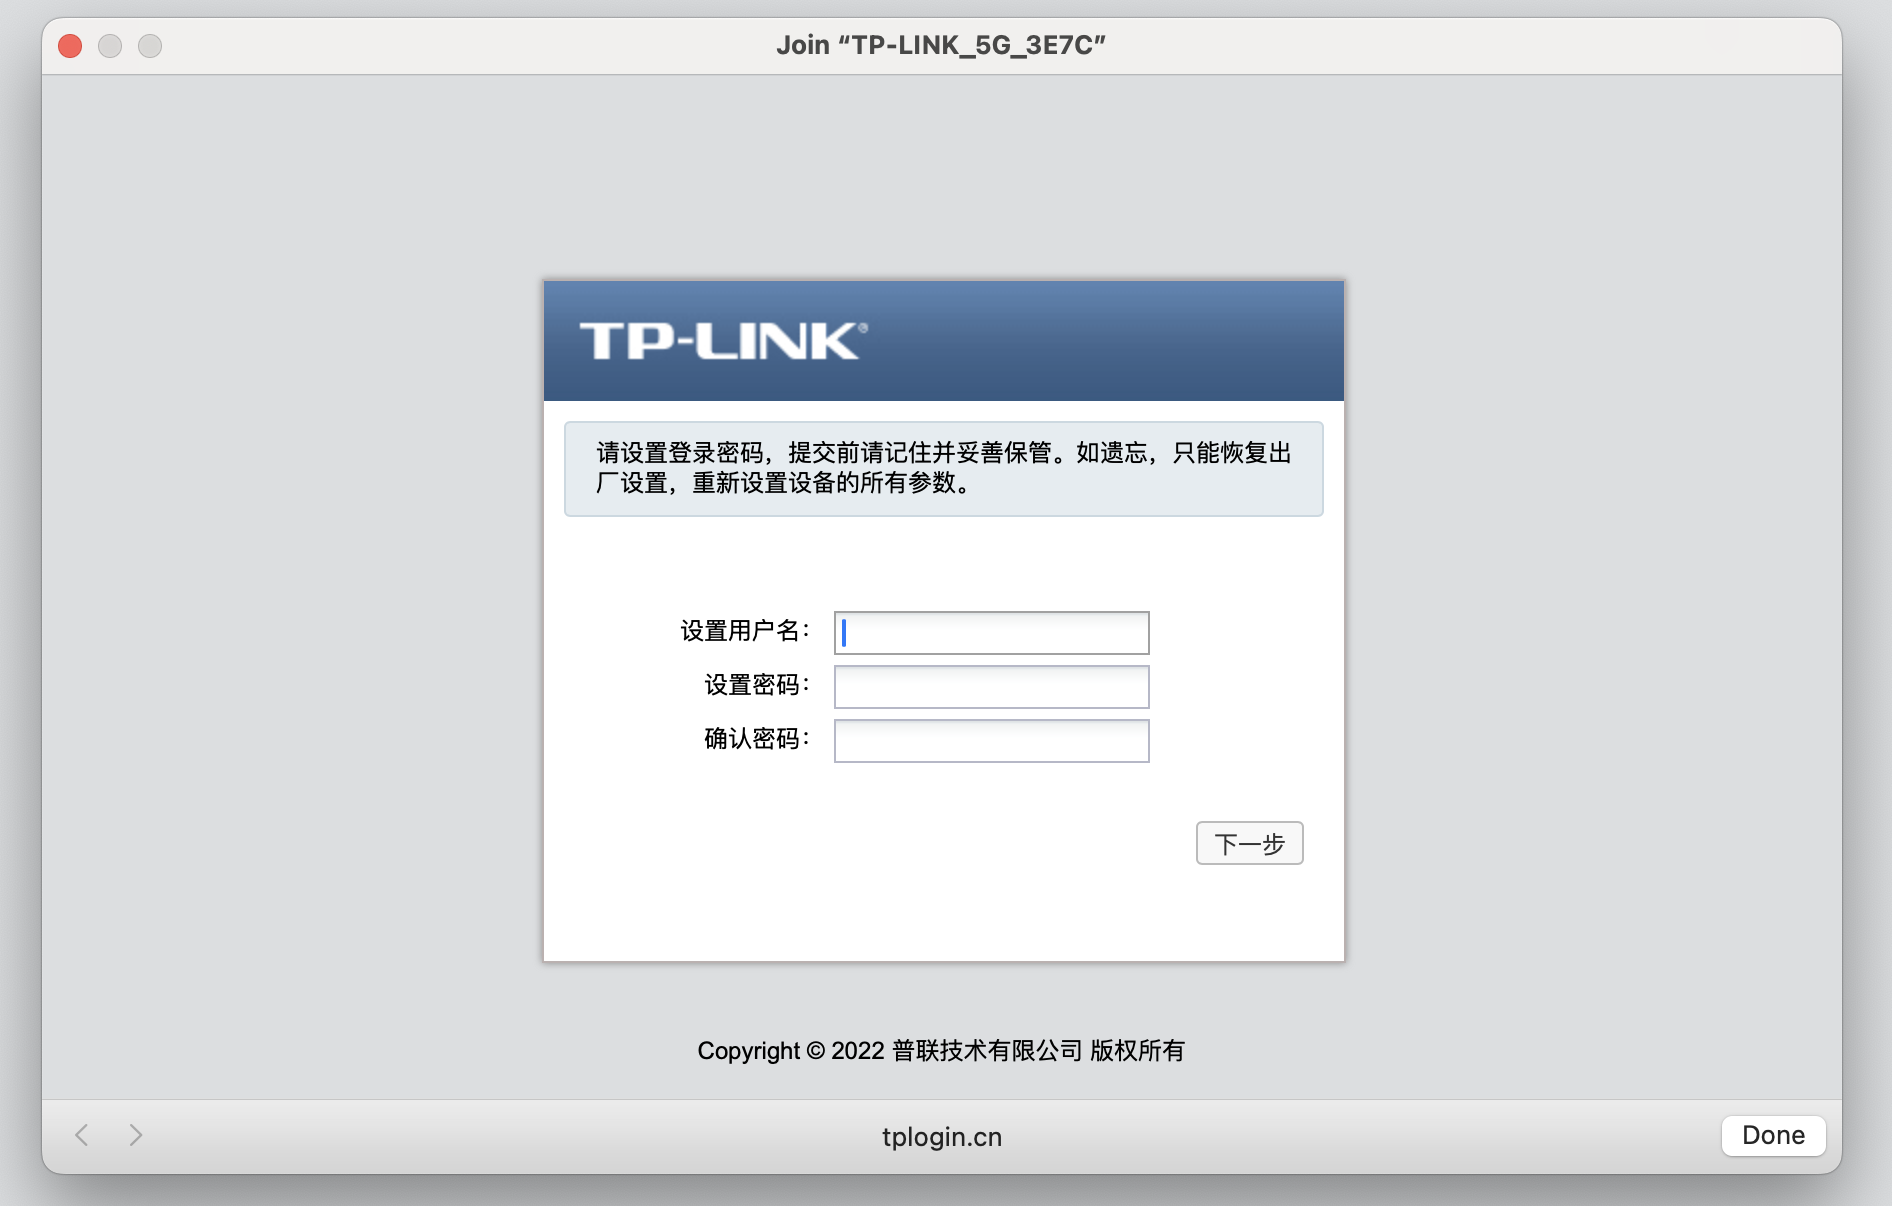 Join “TP-LINK_5G_3E7C”
TP-LINK®
请设置登录密码，提交前请记住并妥善保管。如遗忘，只能恢复出
厂设置，重新设置设备的所有参数。
设置用户名：
设置密码：
确认密码：
下一步
Copyright © 2022 普联技术有限公司 版权所有
tplogin.cn
Done